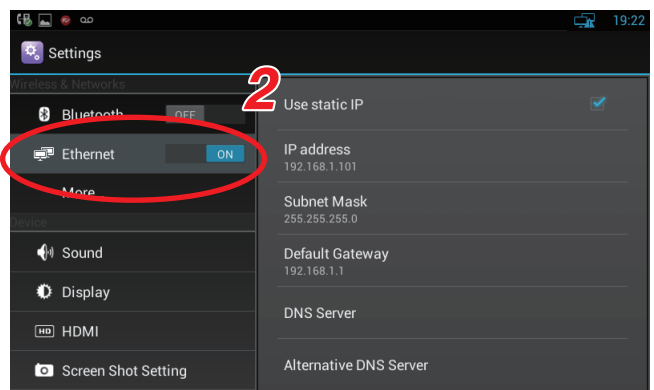 19:22
Settings
Wireless & Networks
2
Bluetooth OFF
Use static IP
Ethernet ON
IP address
192.168.1.101
More...
Subnet Mask
255.255.255.0
Device
Sound
Default Gateway
192.168.1.1
Display
DNS Server
HD HDMI
Screen Shot Setting
Alternative DNS Server